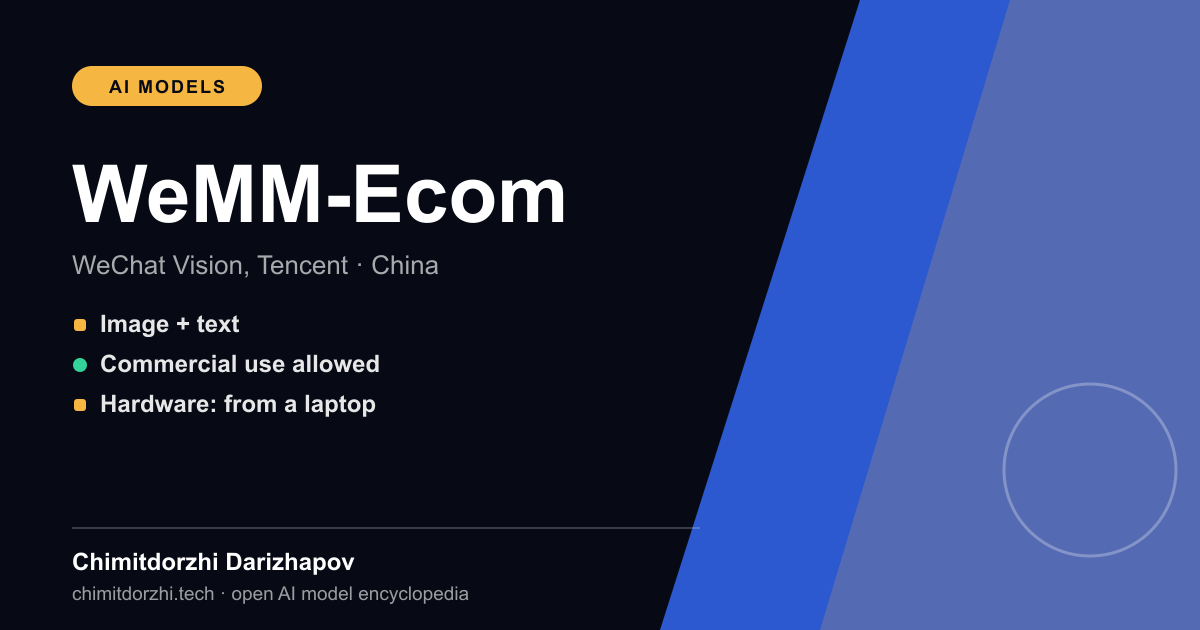 AI MODELS
WeMM-Ecom
WeChat Vision, Tencent · China
Image + text
Commercial use allowed
Hardware: from a laptop
Chimitdorzhi Darizhapov
chimitdorzhi.tech · open AI model encyclopedia